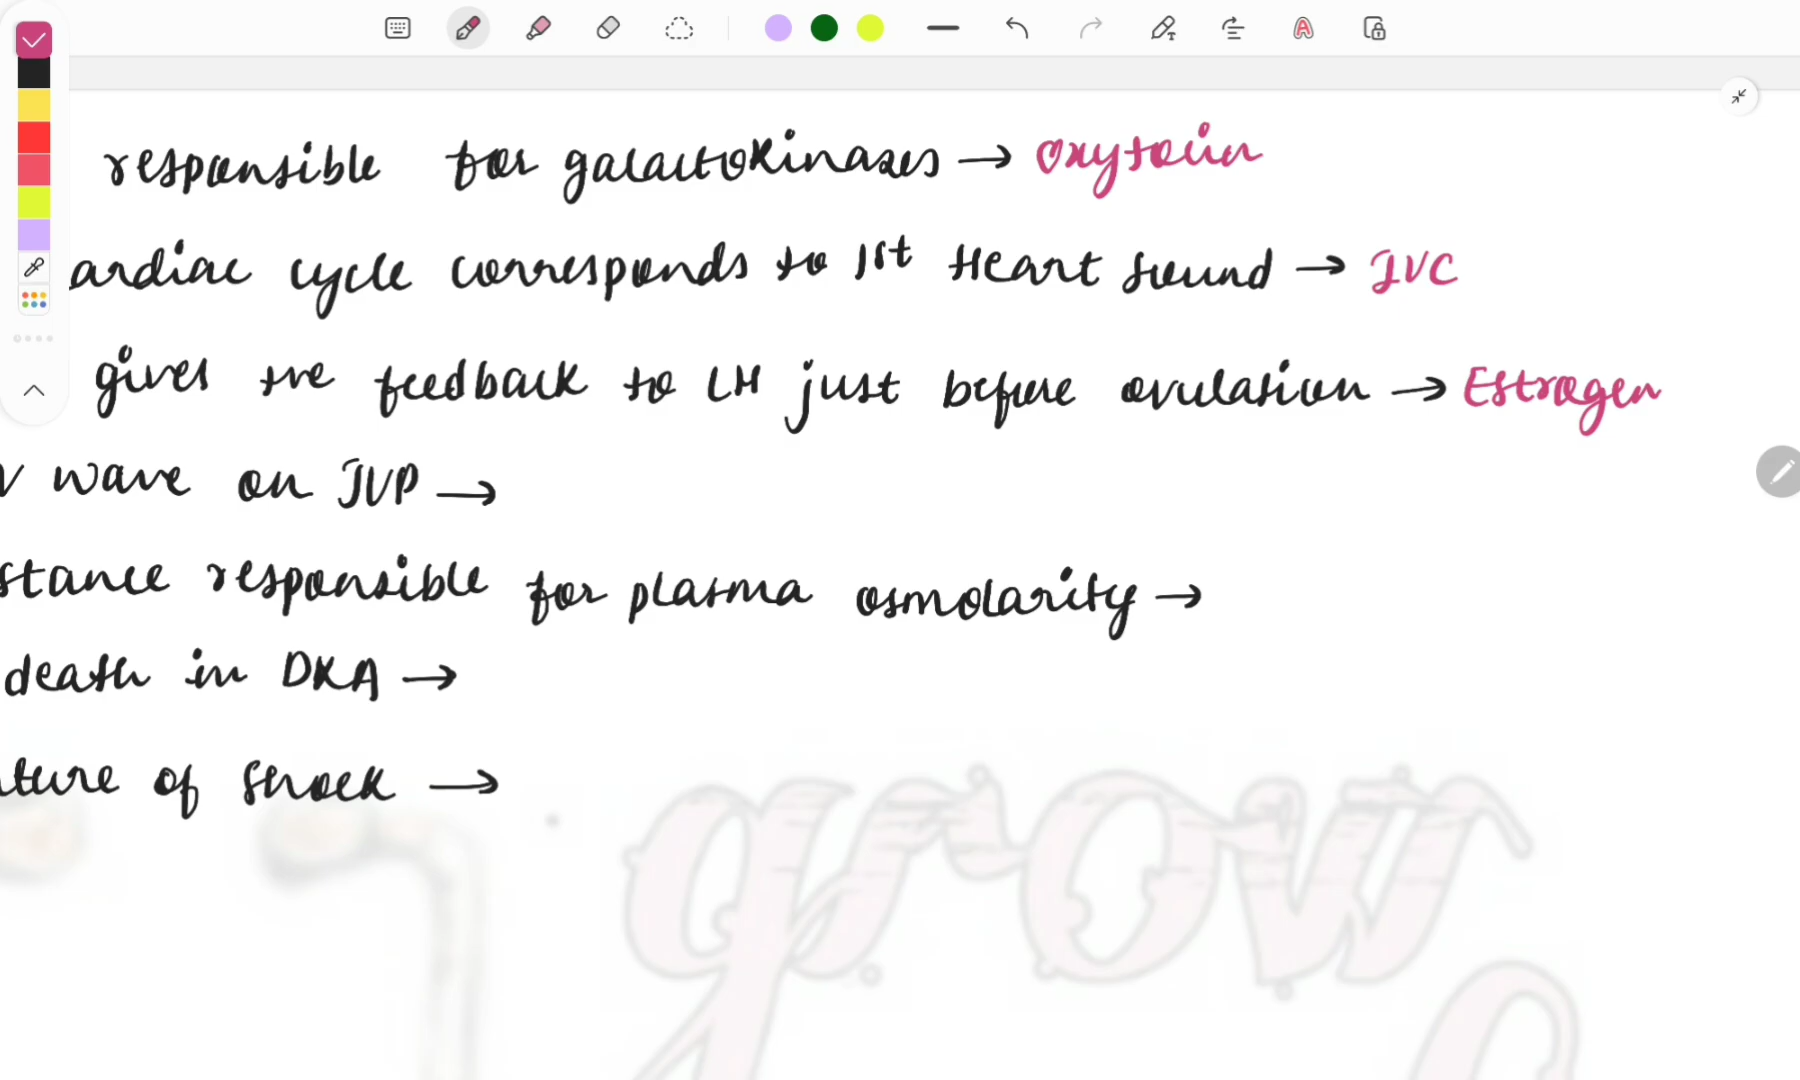 responsible for galactokinases → Oxytocin
ardiac cycle corresponds to 1st Heart sound → IVC
gives +ve feedback to LH just before ovulation → Estrogen
V wave on JVP →
stance responsible for plasma osmolarity →
death in DKA →
ture of shock →
grow